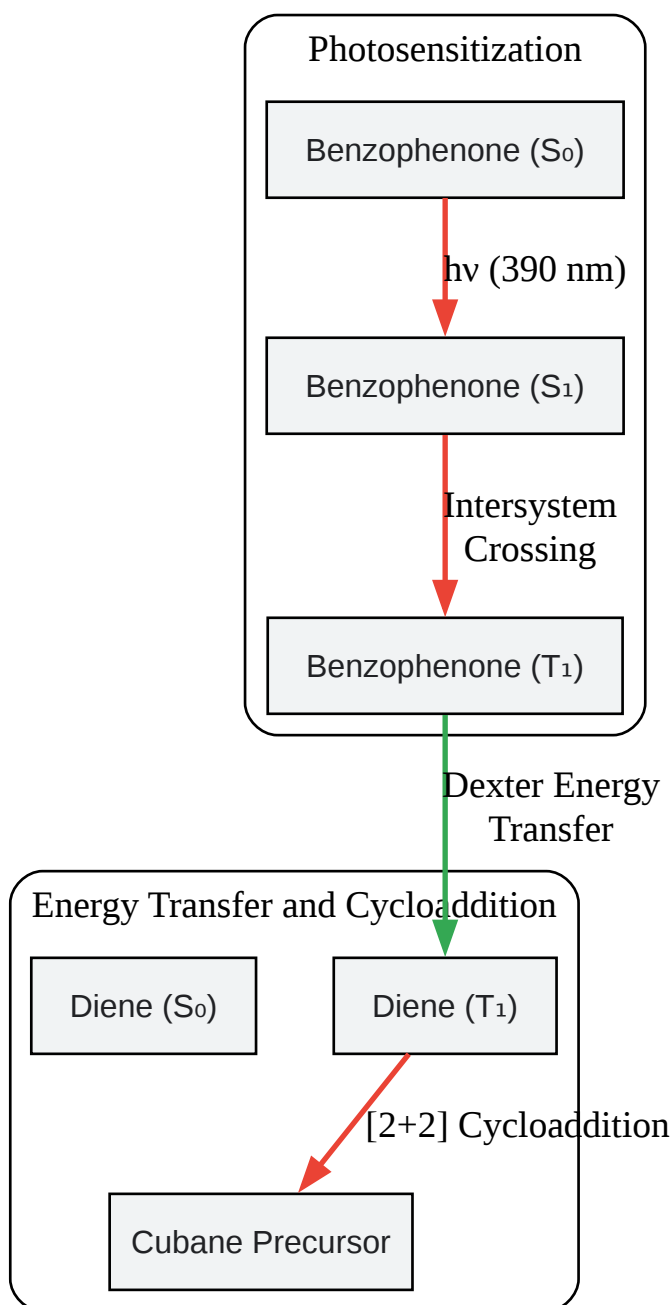 Photosensitization
Benzophenone (S₀)
hν (390 nm)
Benzophenone (S₁)
Intersystem
Crossing
Benzophenone (T₁)
Dexter Energy
Transfer
Energy Transfer and Cycloaddition
Diene (S₀)
Diene (T₁)
[2+2] Cycloaddition
Cubane Precursor